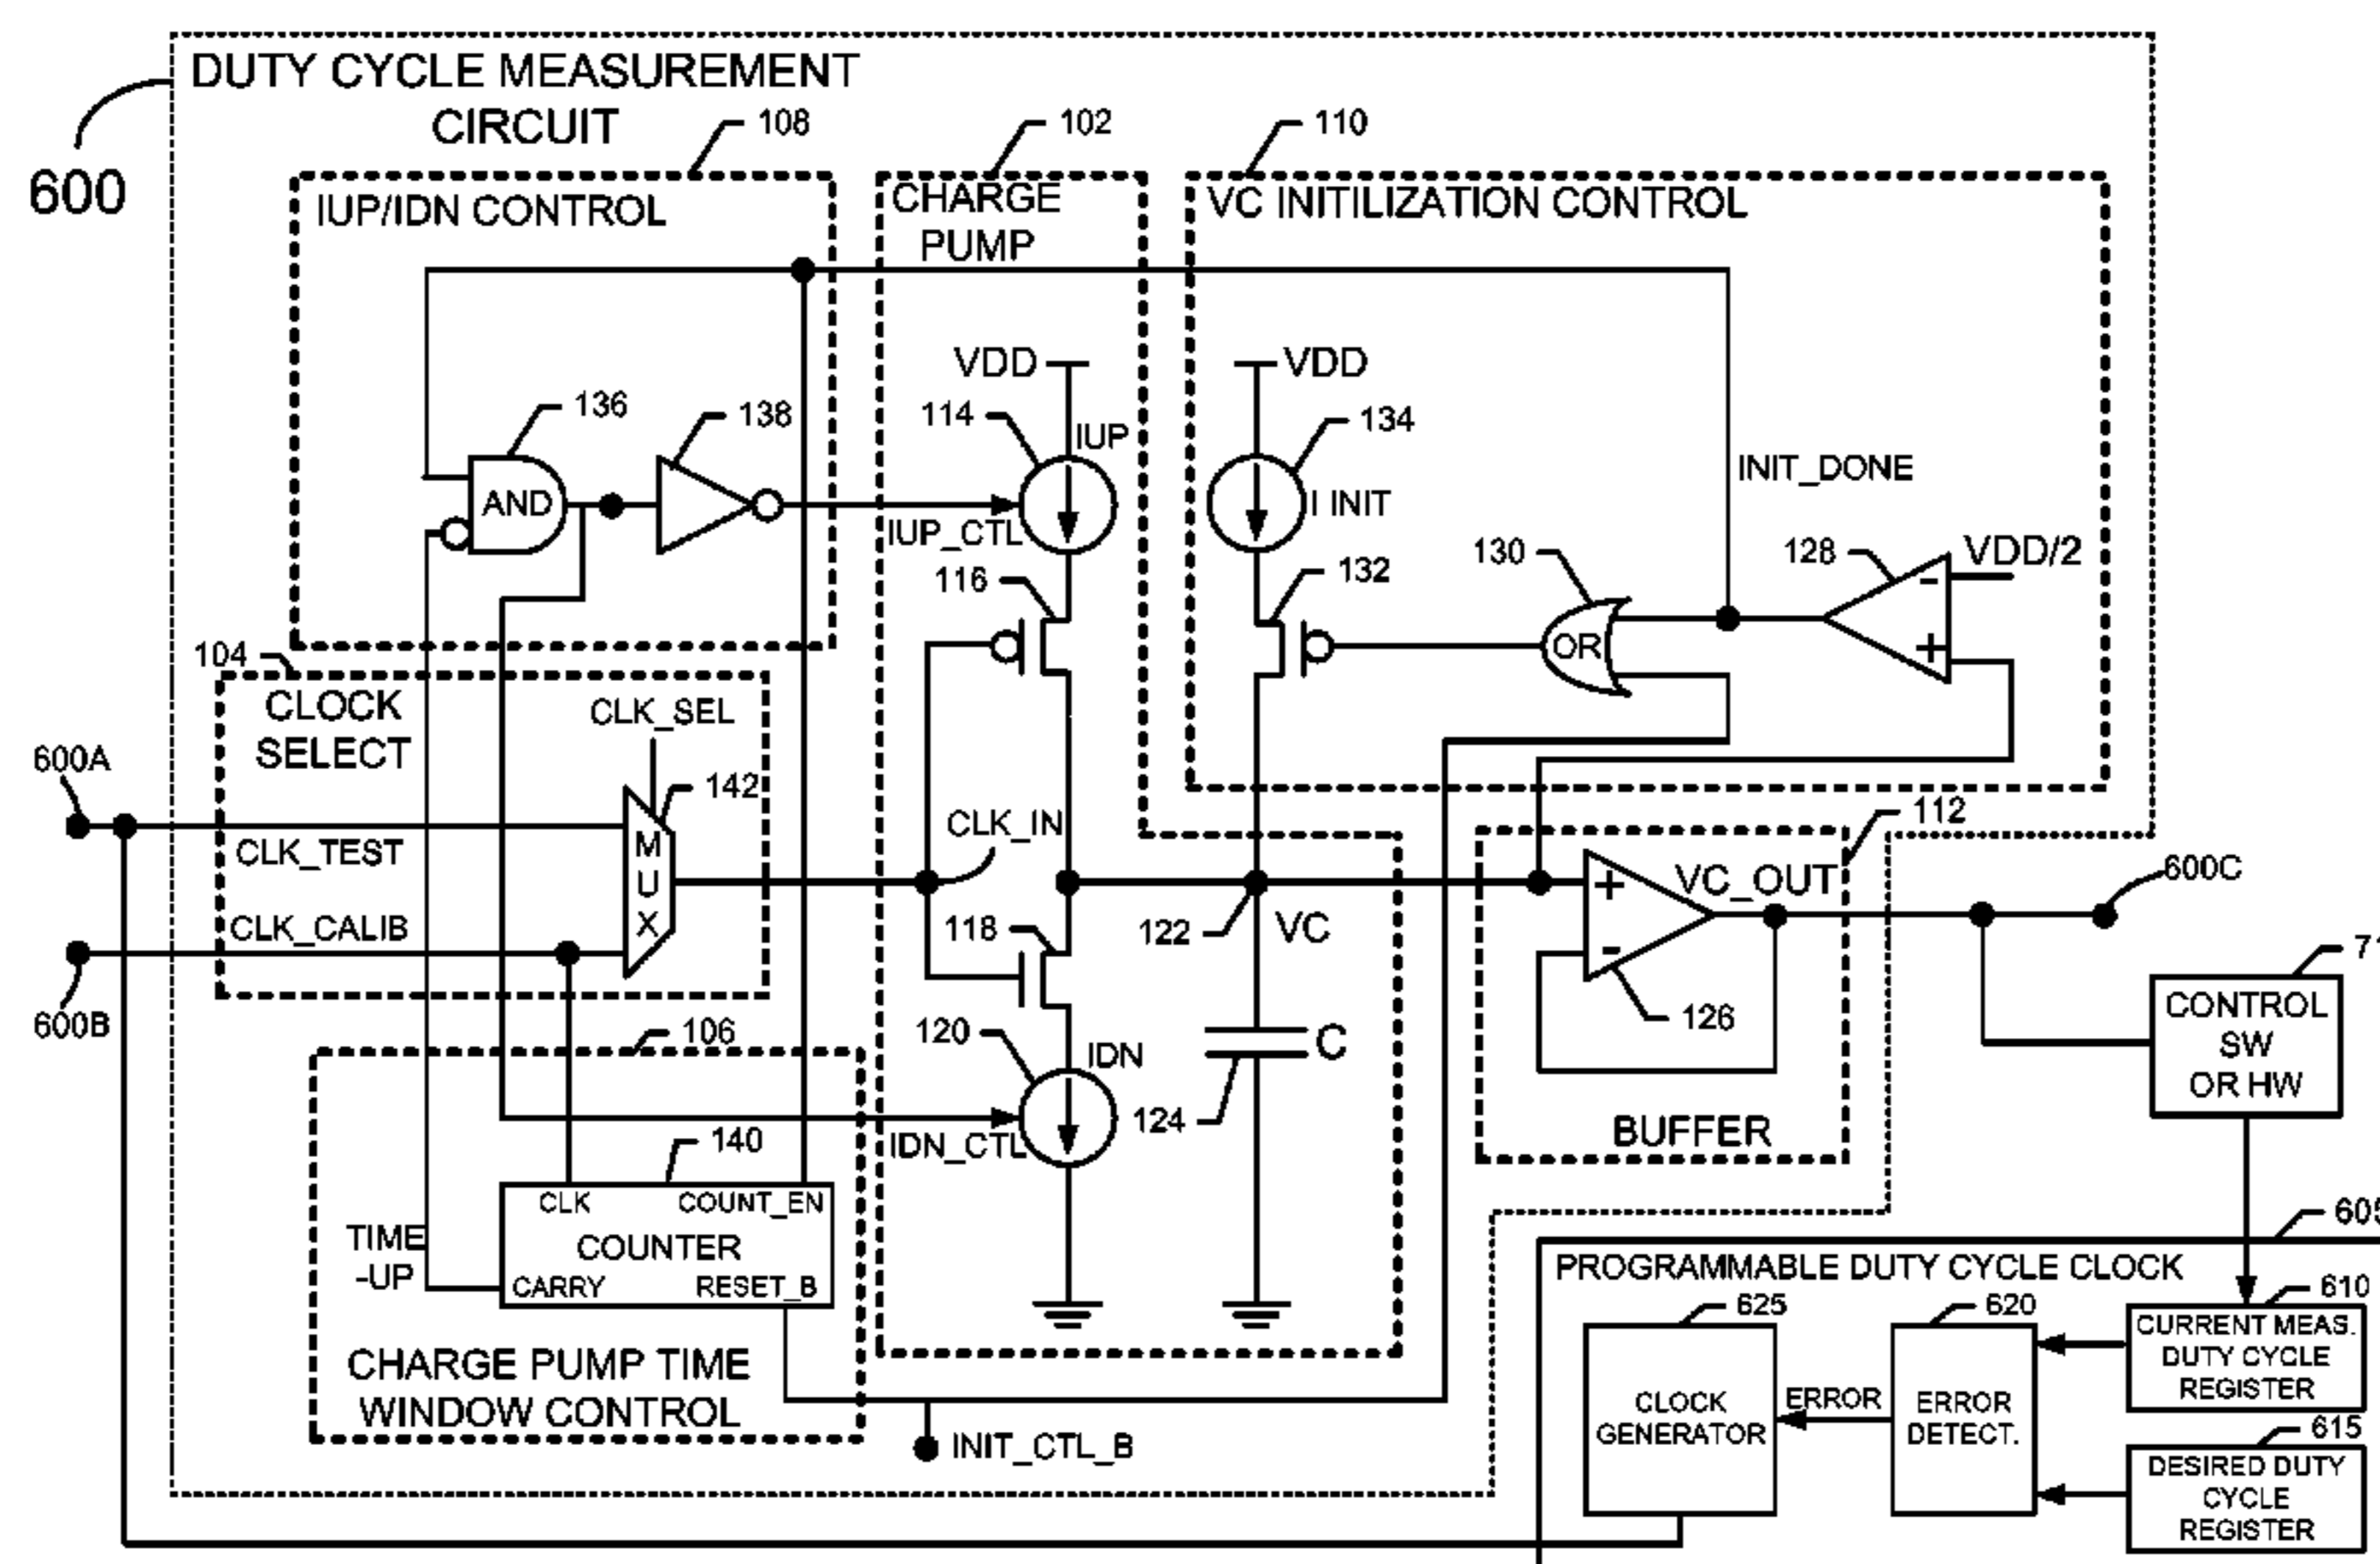 DUTY CYCLE MEASUREMENT
CIRCUIT
600
108
102
110
IUP/IDN CONTROL
CHARGE
PUMP
VC INITILIZATION CONTROL
VDD
VDD
136
138
114
IUP
134
AND
IUP_CTL
I INIT
INIT_DONE
116
132
130
128
VDD/2
-
+
OR
104
CLOCK
SELECT
CLK_SEL
142
600A
CLK_TEST
MUX
CLK_IN
112
CLK_CALIB
600B
118
122
VC
+
-
VC_OUT
600C
126
BUFFER
CONTROL
SW
OR HW
106
120
IDN
124
C
IDN_CTL
140
CLK
COUNT_EN
COUNTER
CARRY
RESET_B
TIME
-UP
CHARGE PUMP TIME
WINDOW CONTROL
INIT_CTL_B
PROGRAMMABLE DUTY CYCLE CLOCK
625
620
610
CURRENT MEAS.
DUTY CYCLE
REGISTER
CLOCK
GENERATOR
ERROR
ERROR
DETECT.
615
DESIRED DUTY
CYCLE
REGISTER